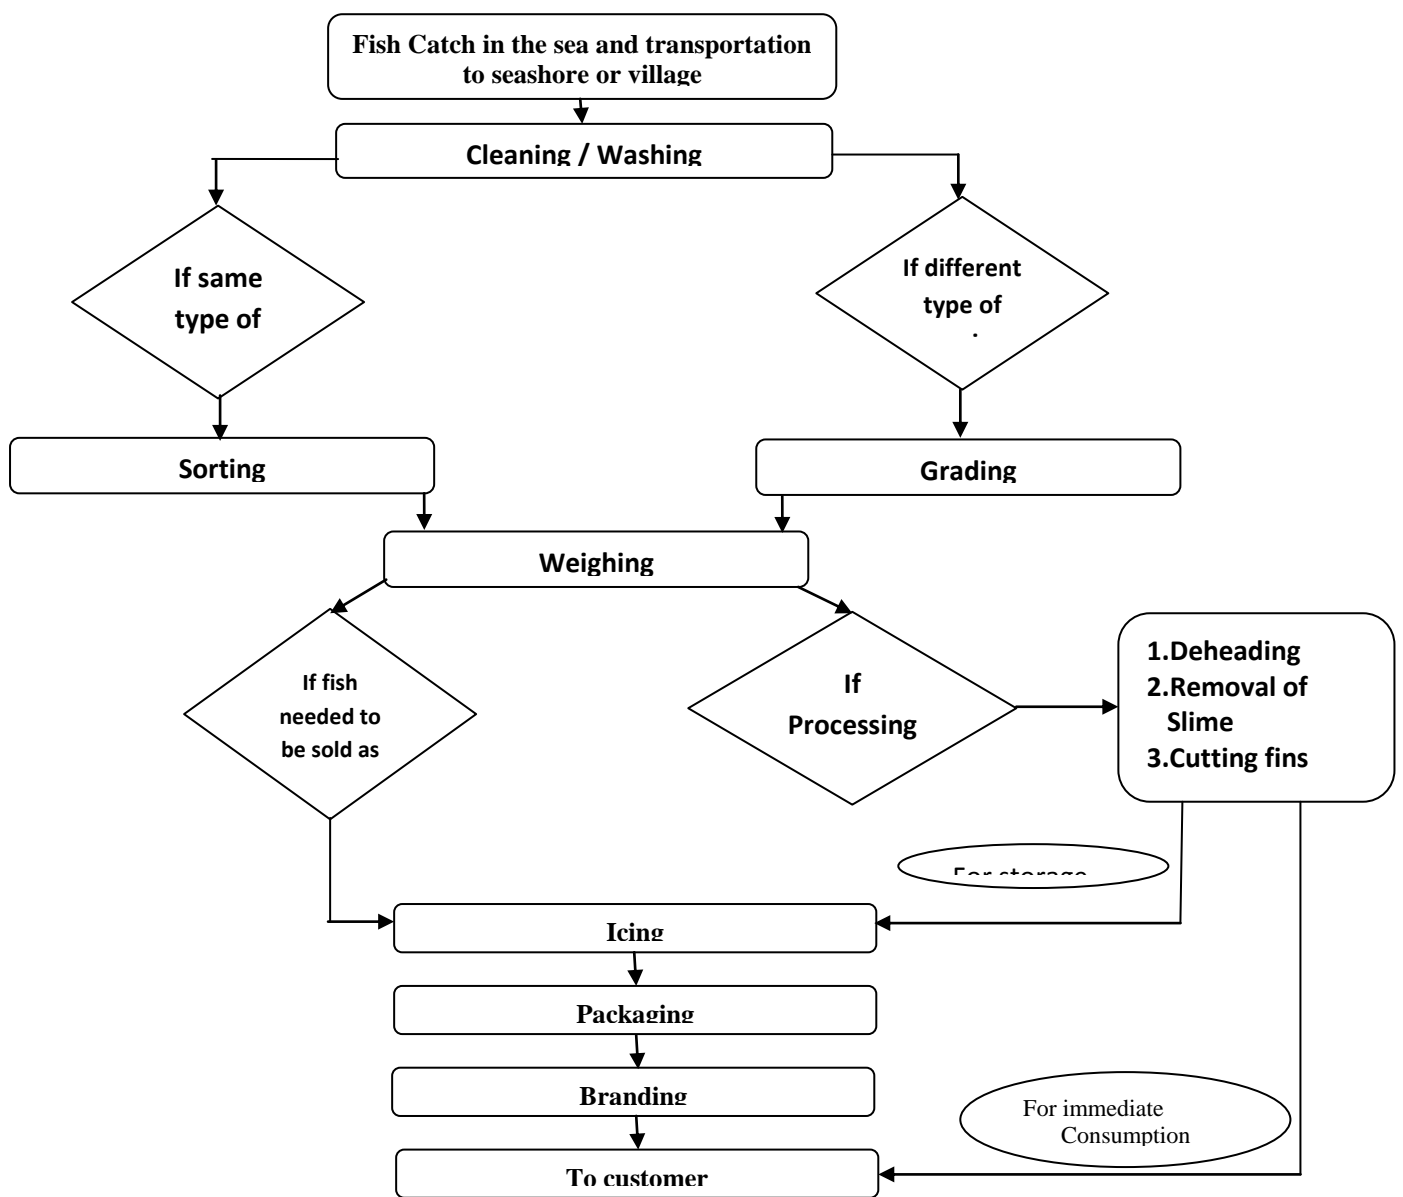 Fish Catch in the sea and transportation
to seashore or village
Cleaning / Washing
If same
type of
If different
type of
Sorting
Grading
Weighing
If fish
needed to
be sold as
If
Processing
1.Deheading
2.Removal of
Slime
3.Cutting fins
For storage
Icing
Packaging
Branding
For immediate
Consumption
To customer